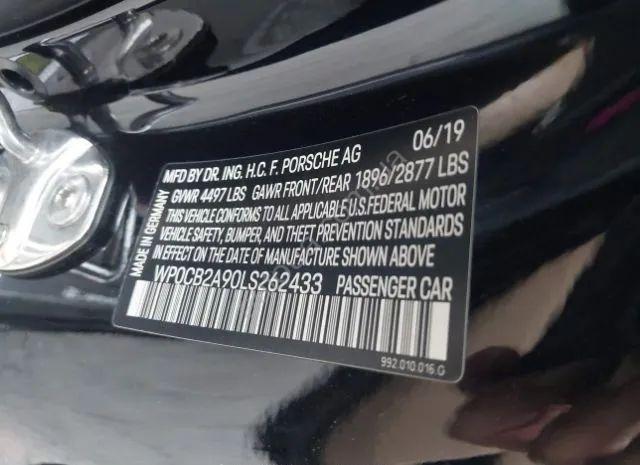 MFD BY DR. ING. H.C. F. PORSCHE AG 06/19
GVWR 4497 LBS GAWR FRONT/REAR 1896/2877 LBS
THIS VEHICLE CONFORMS TO ALL APPLICABLE U.S.FEDERAL MOTOR
VEHICLE SAFETY, BUMPER, AND THEFT PREVENTION STANDARDS
IN EFFECT ON THE DATE OF MANUFACTURE SHOWN ABOVE
WP0CB2A90LS262433 PASSENGER CAR
MADE IN GERMANY
992.010.016.G